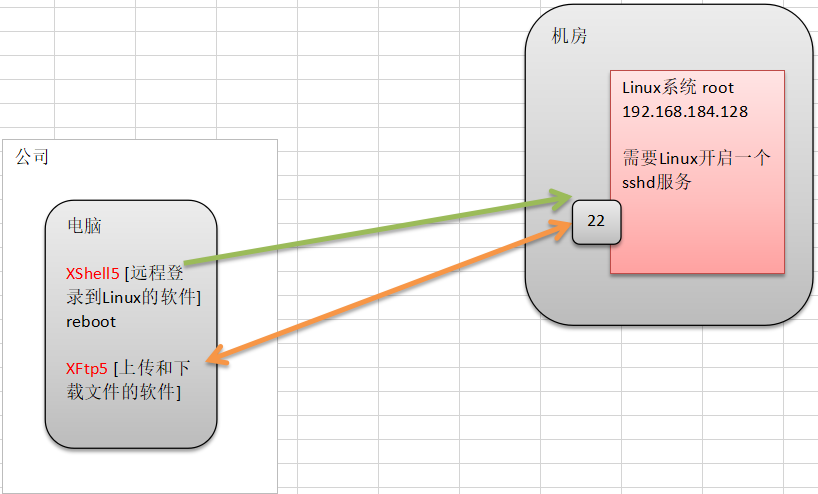 机房
Linux系统 root
192.168.184.128
需要Linux开启一个
sshd服务
22
公司
电脑
XShell5 [远程登
录到Linux的软件]
reboot
XFtp5 [上传和下
载文件的软件]